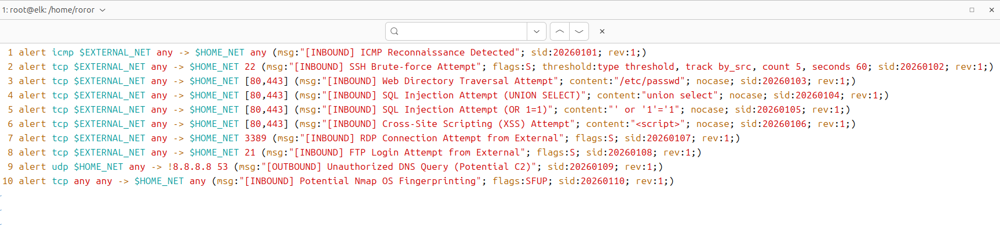 1: root@elk: /home/roror
1 alert icmp $EXTERNAL_NET any -> $HOME_NET any (msg:"[INBOUND] ICMP Reconnaissance Detected"; sid:20260101; rev:1;)
2 alert tcp $EXTERNAL_NET any -> $HOME_NET 22 (msg:"[INBOUND] SSH Brute-force Attempt"; flags:S; threshold:type threshold, track by_src, count 5, seconds 60; sid:20260102; rev:1;)
3 alert tcp $EXTERNAL_NET any -> $HOME_NET [80,443] (msg:"[INBOUND] Web Directory Traversal Attempt"; content:"/etc/passwd"; nocase; sid:20260103; rev:1;)
4 alert tcp $EXTERNAL_NET any -> $HOME_NET [80,443] (msg:"[INBOUND] SQL Injection Attempt (UNION SELECT)"; content:"union select"; nocase; sid:20260104; rev:1;)
5 alert tcp $EXTERNAL_NET any -> $HOME_NET [80,443] (msg:"[INBOUND] SQL Injection Attempt (OR 1=1)"; content:"' or '1'='1"; nocase; sid:20260105; rev:1;)
6 alert tcp $EXTERNAL_NET any -> $HOME_NET [80,443] (msg:"[INBOUND] Cross-Site Scripting (XSS) Attempt"; content:"<script>"; nocase; sid:20260106; rev:1;)
7 alert tcp $EXTERNAL_NET any -> $HOME_NET 3389 (msg:"[INBOUND] RDP Connection Attempt from External"; flags:S; sid:20260107; rev:1;)
8 alert tcp $EXTERNAL_NET any -> $HOME_NET 21 (msg:"[INBOUND] FTP Login Attempt from External"; flags:S; sid:20260108; rev:1;)
9 alert udp $HOME_NET any -> !8.8.8.8 53 (msg:"[OUTBOUND] Unauthorized DNS Query (Potential C2)"; sid:20260109; rev:1;)
10 alert tcp any any -> $HOME_NET any (msg:"[INBOUND] Potential Nmap OS Fingerprinting"; flags:SFUP; sid:20260110; rev:1;)
~
~
~